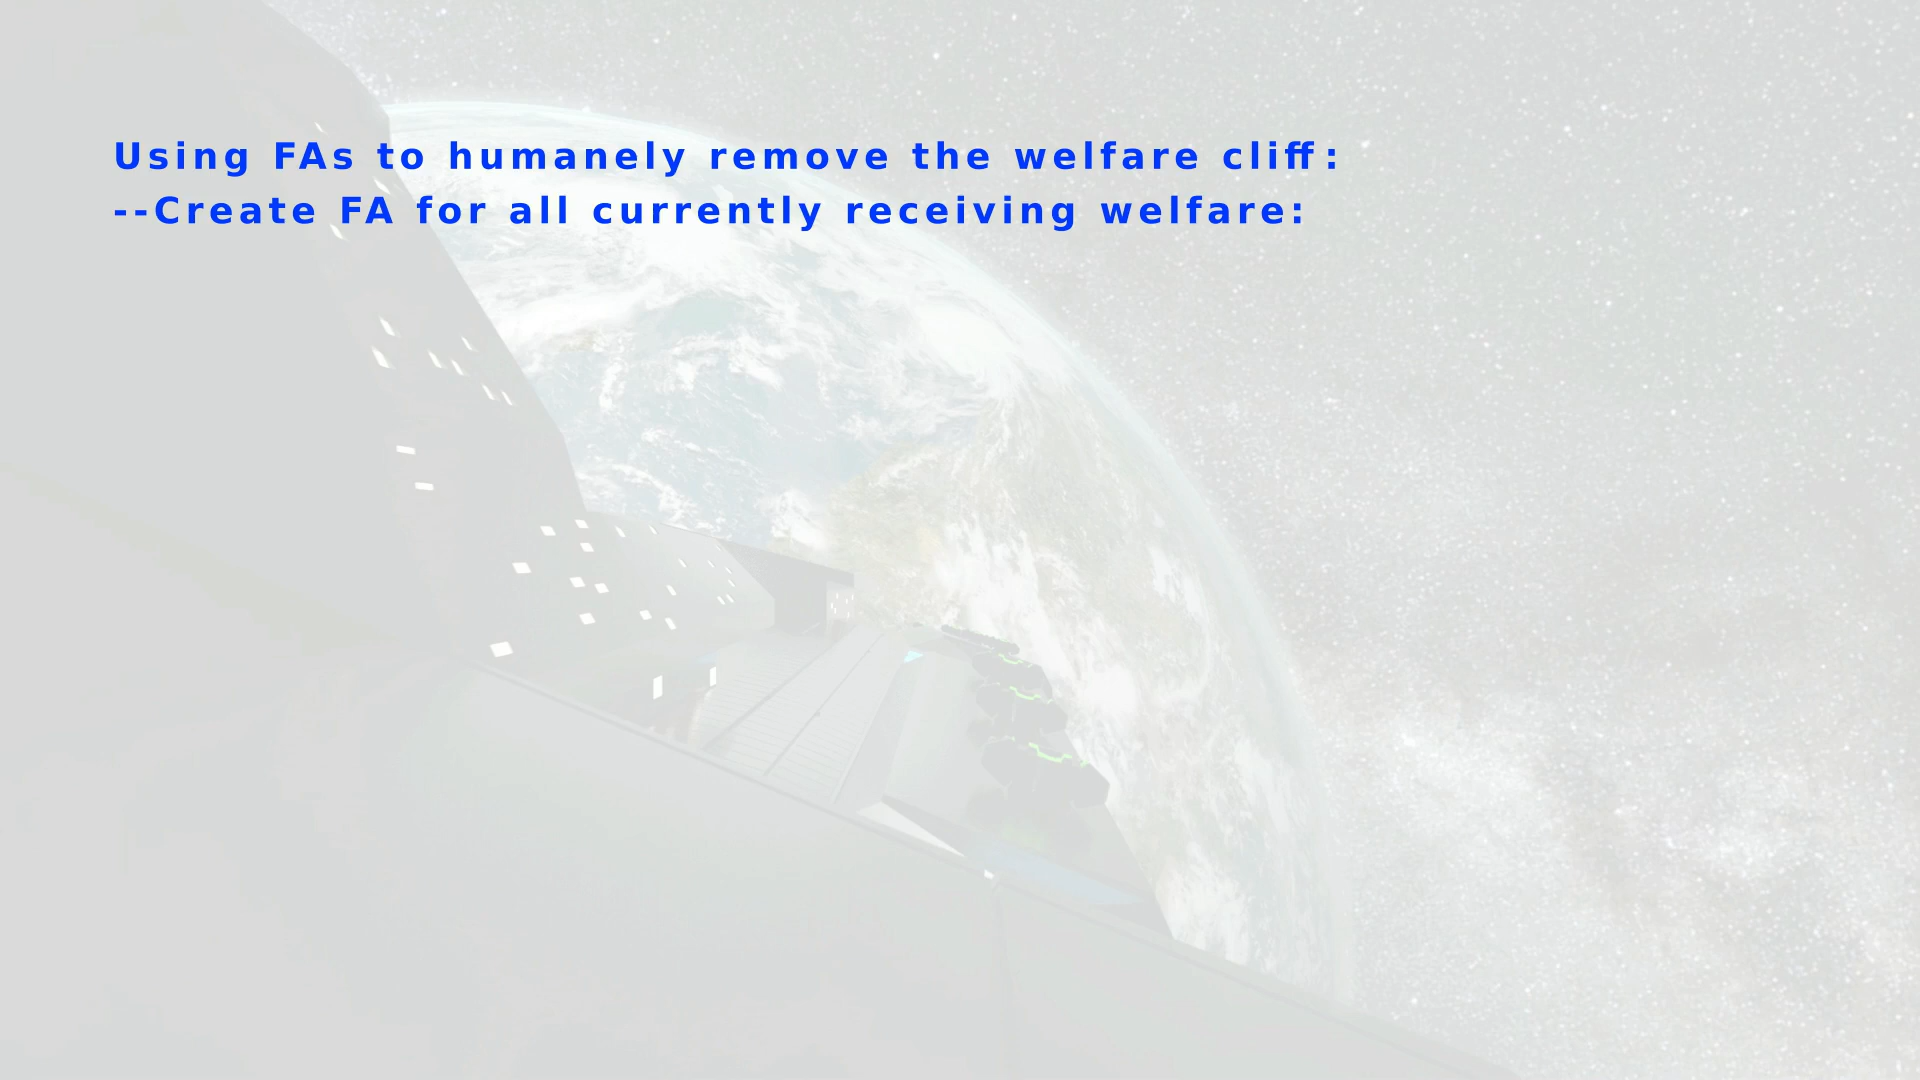 Using FAs to humanely remove the welfare cliff:
--Create FA for all currently receiving welfare: